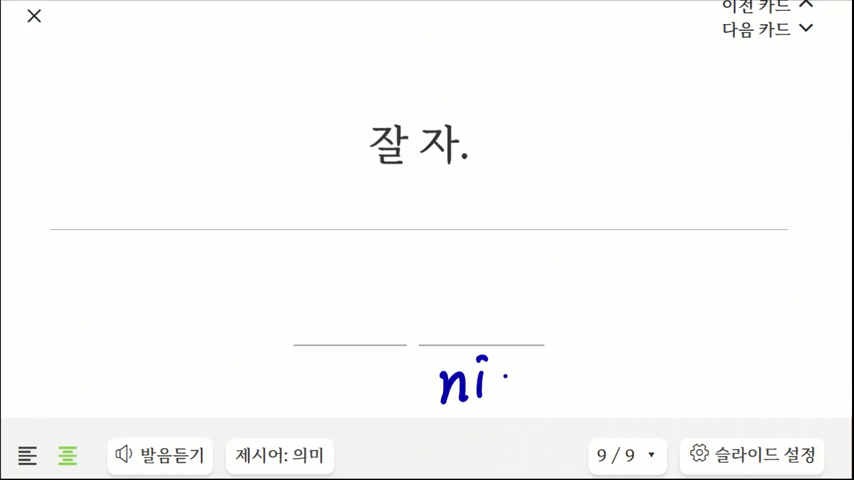 이전 카드
다음 카드
잘 자.
ni
발음듣기
제시어: 의미
9 / 9
슬라이드 설정